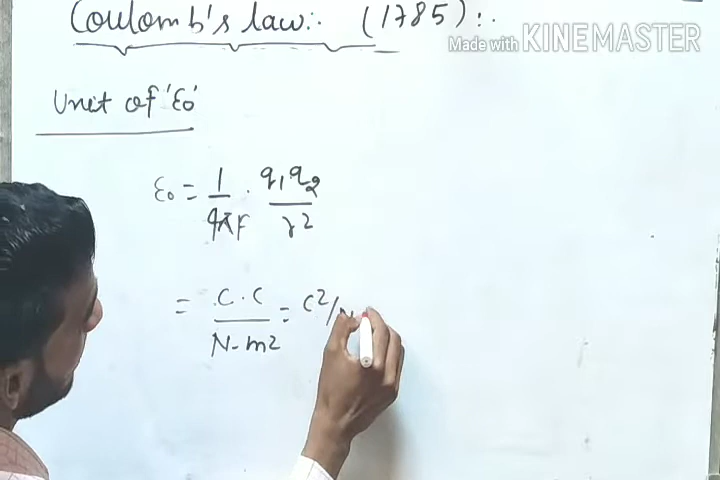 Coulomb's law:. (1785):.
Made with KINEMASTER
Unit of 'ε0'
ε0 = 1/4πF · q1q2/r2
= C·C/N-m2 = C2/N